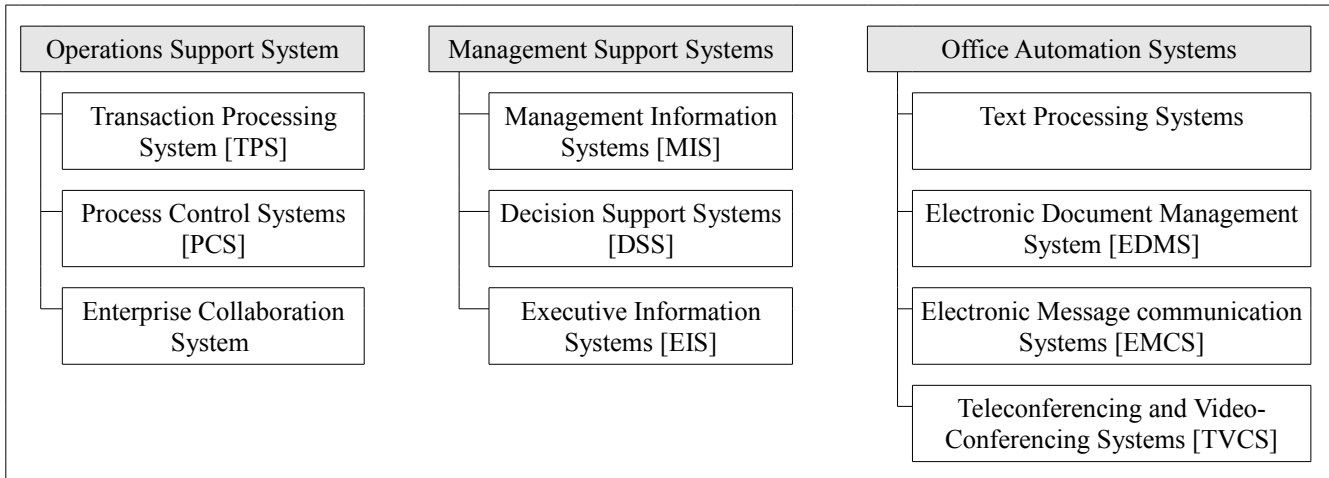 Operations Support System
Transaction Processing
System [TPS]
Process Control Systems
[PCS]
Enterprise Collaboration
System
Management Support Systems
Management Information
Systems [MIS]
Decision Support Systems
[DSS]
Executive Information
Systems [EIS]
Office Automation Systems
Text Processing Systems
Electronic Document Management
System [EDMS]
Electronic Message communication
Systems [EMCS]
Teleconferencing and Video-
Conferencing Systems [TVCS]